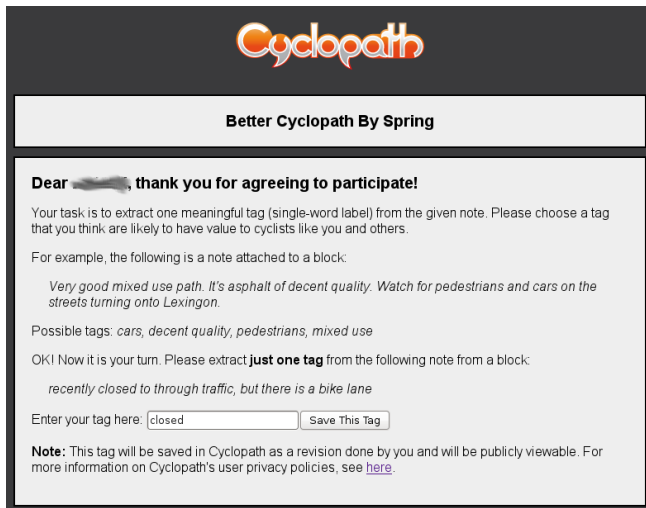 Cyclopath
Better Cyclopath By Spring
Dear , thank you for agreeing to participate!
Your task is to extract one meaningful tag (single-word label) from the given note. Please choose a tag
that you think are likely to have value to cyclists like you and others.
For example, the following is a note attached to a block:
Very good mixed use path. It's asphalt of decent quality. Watch for pedestrians and cars on the
streets turning onto Lexingon.
Possible tags: cars, decent quality, pedestrians, mixed use
OK! Now it is your turn. Please extract just one tag from the following note from a block:
recently closed to through traffic, but there is a bike lane
Enter your tag here: closed Save This Tag
Note: This tag will be saved in Cyclopath as a revision done by you and will be publicly viewable. For
more information on Cyclopath's user privacy policies, see here.